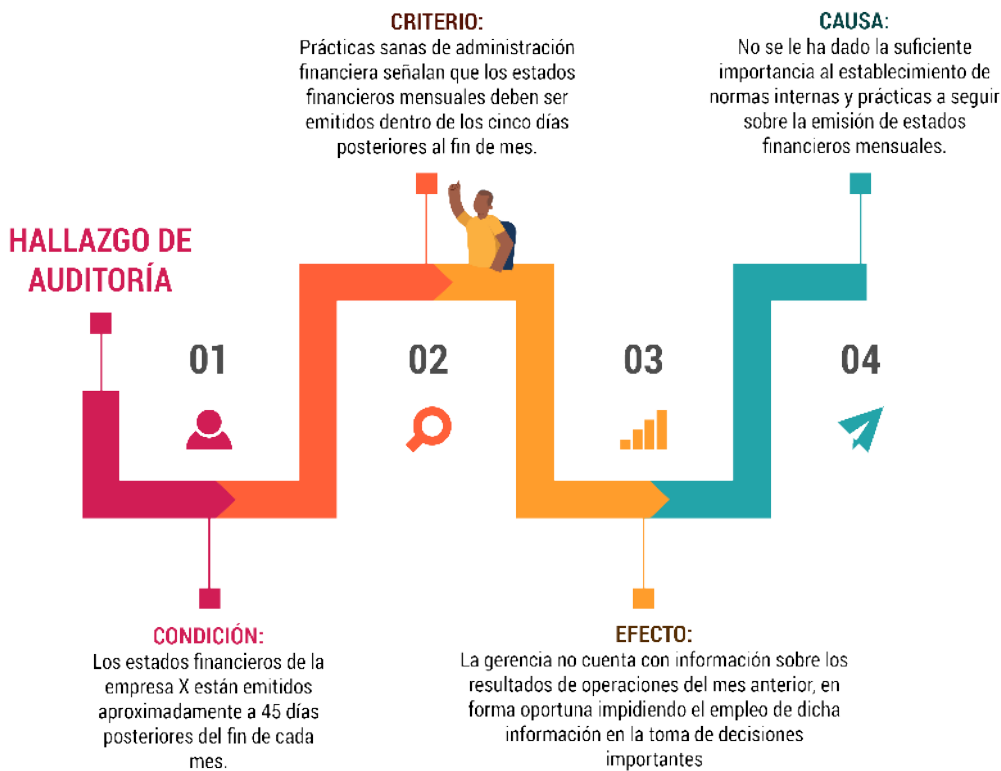 HALLAZGO DE
AUDITORÍA
01
CONDICIÓN:
Los estados financieros de la
empresa X están emitidos
aproximadamente a 45 días
posteriores del fin de cada
mes.
CRITERIO:
Prácticas sanas de administración
financiera señalan que los estados
financieros mensuales deben ser
emitidos dentro de los cinco días
posteriores al fin de mes.
02
03
EFECTO:
La gerencia no cuenta con información sobre los
resultados de operaciones del mes anterior, en
forma oportuna impidiendo el empleo de dicha
información en la toma de decisiones
importantes
CAUSA:
No se le ha dado la suficiente
importancia al establecimiento de
normas internas y prácticas a seguir
sobre la emisión de estados
financieros mensuales.
04